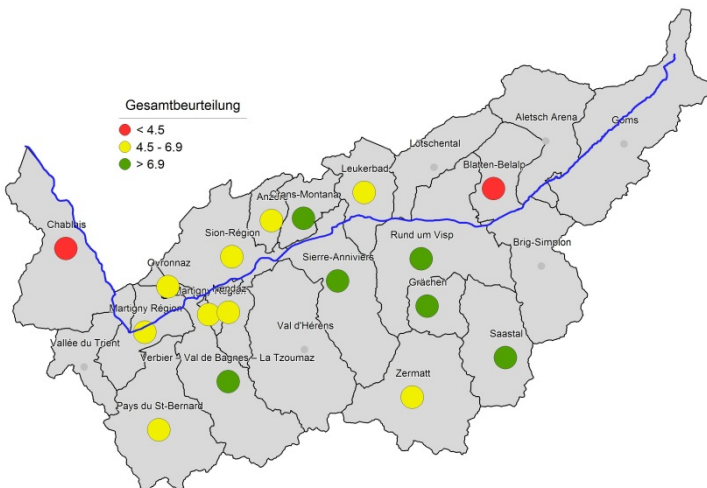 Gesamtbeurteilung
< 4.5
4.5 - 6.9
> 6.9
Goms
Aletsch Arena
Lötschental
Blatten-Belalp
Leukerbad
Crans-Montana
Anzère
Chablais
Sion-Région
Rund um Visp
Brig-Simplon
Sierre-Anniviers
Ovronnaz
Martigny Région
Nendaz
Grächen
Martigny Région
Val d'Hérens
Saastal
Vallée du Trient
Verbier - Val de Bagnes – La Tzoumaz
Zermatt
Pays du St-Bernard